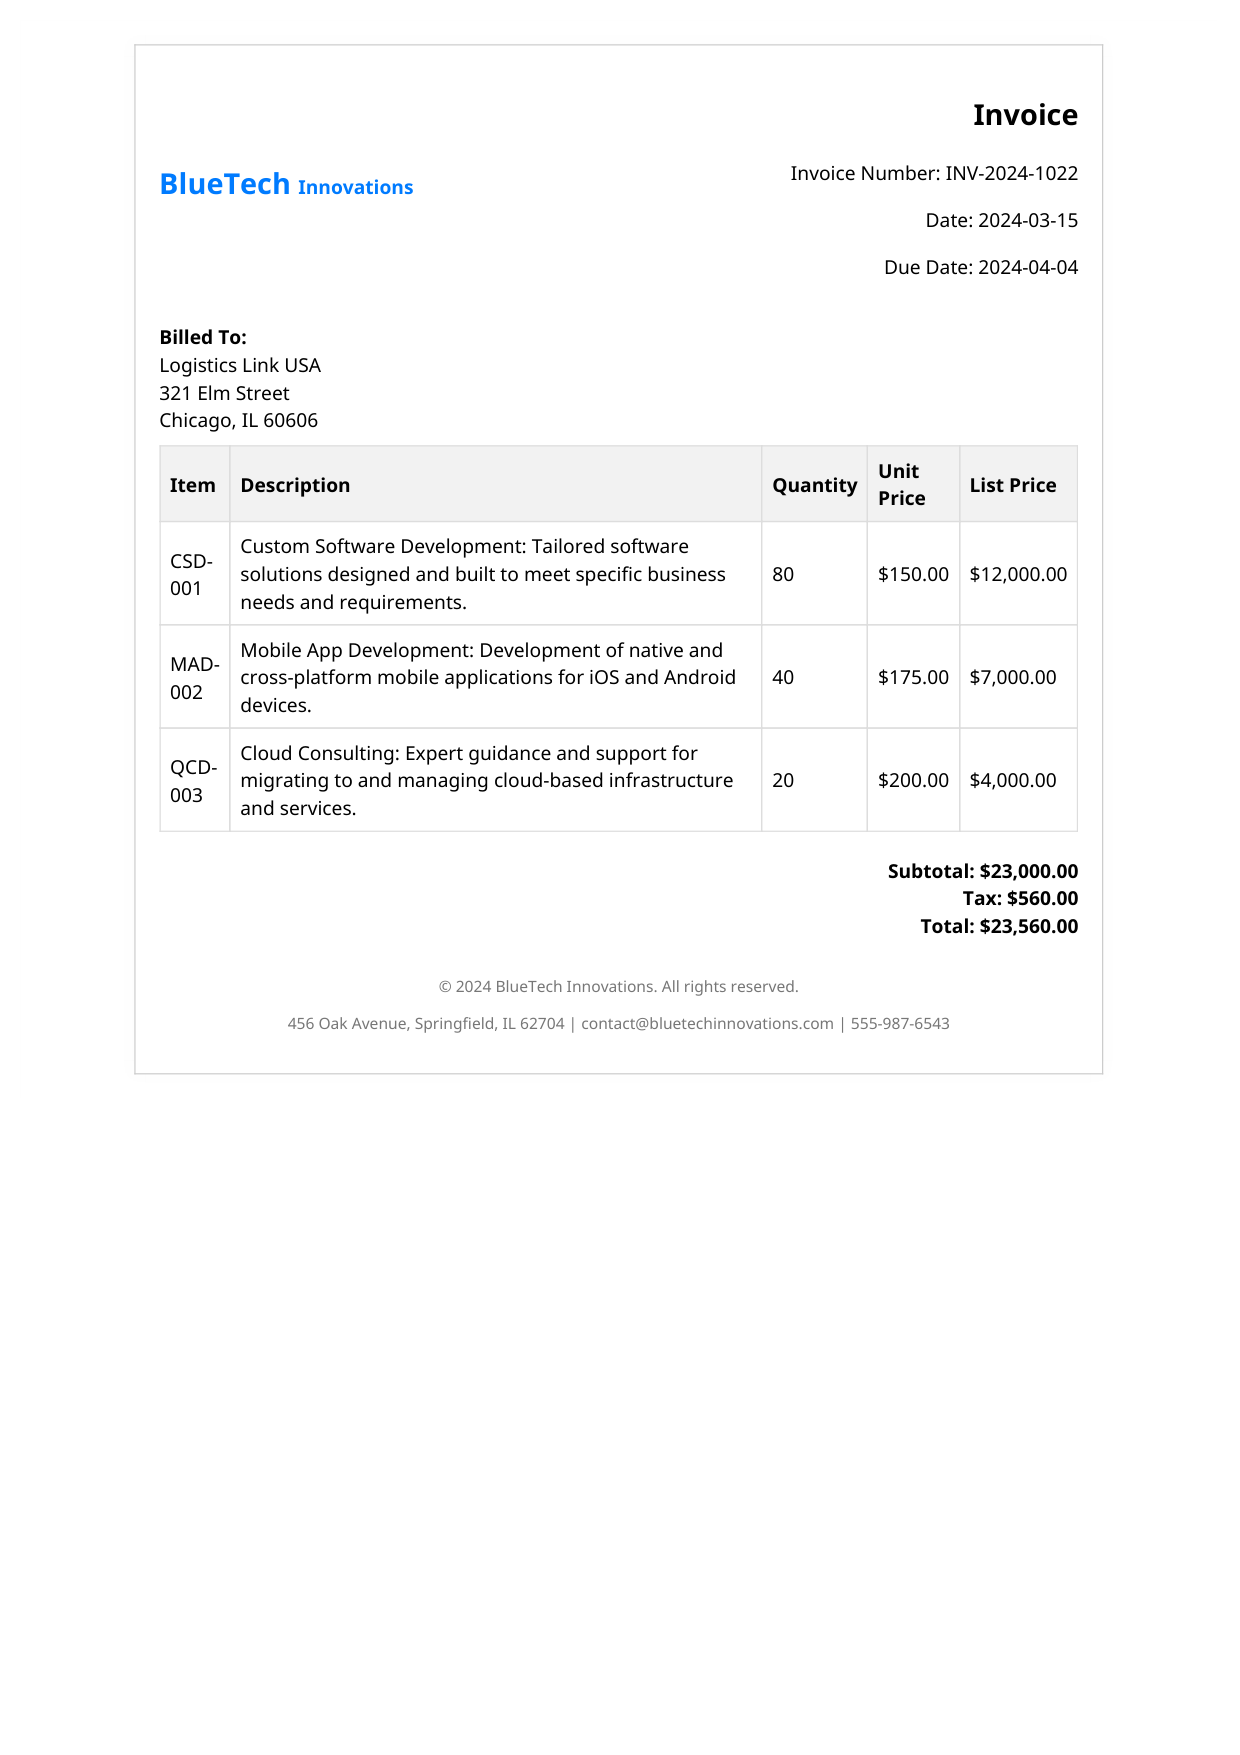 Invoice
BlueTech Innovations
Invoice Number: INV-2024-1022
Date: 2024-03-15
Due Date: 2024-04-04
Billed To:
Logistics Link USA
321 Elm Street
Chicago, IL 60606
Item Description Quantity Unit Price List Price
CSD-001 Custom Software Development: Tailored software
solutions designed and built to meet specific business
needs and requirements. 80 $150.00 $12,000.00
MAD-002 Mobile App Development: Development of native and
cross-platform mobile applications for iOS and Android
devices. 40 $175.00 $7,000.00
QCD-003 Cloud Consulting: Expert guidance and support for
migrating to and managing cloud-based infrastructure
and services. 20 $200.00 $4,000.00
Subtotal: $23,000.00
Tax: $560.00
Total: $23,560.00
© 2024 BlueTech Innovations. All rights reserved.
456 Oak Avenue, Springfield, IL 62704 | contact@bluetechinnovations.com | 555-987-6543